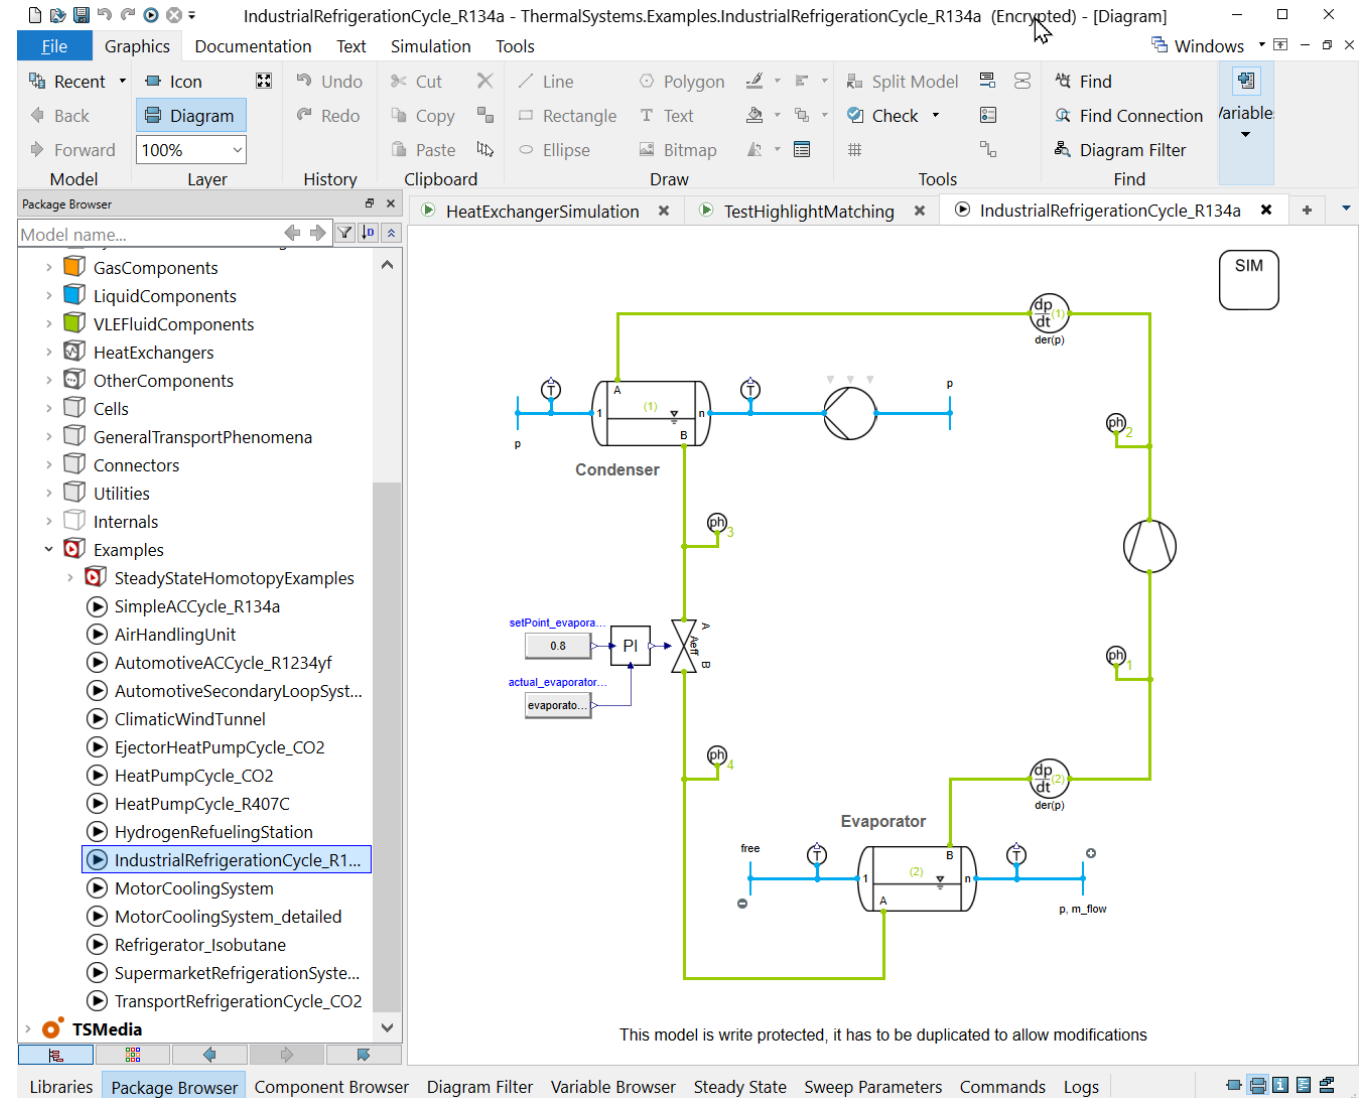 IndustrialRefrigerationCycle_R134a - ThermalSystems.Examples.IndustrialRefrigerationCycle_R134a (Encrypted) - [Diagram]
File Graphics Documentation Text Simulation Tools Windows
Recent Icon Undo Cut Line Polygon Split Model Find
Back Diagram Redo Copy Rectangle Text Check Find Connection
Forward 100% Paste Ellipse Bitmap Diagram Filter
Variable
Model Layer History Clipboard Draw Tools Find
Package Browser
Model name...
HeatExchangerSimulation TestHighlightMatching IndustrialRefrigerationCycle_R134a
GasComponents
LiquidComponents
VLEFluidComponents
HeatExchangers
OtherComponents
Cells
GeneralTransportPhenomena
Connectors
Utilities
Internals
Examples
SteadyStateHomotopyExamples
SimpleACCycle_R134a
AirHandlingUnit
AutomotiveACCycle_R1234yf
AutomotiveSecondaryLoopSyst...
ClimaticWindTunnel
EjectorHeatPumpCycle_CO2
HeatPumpCycle_CO2
HeatPumpCycle_R407C
HydrogenRefuelingStation
IndustrialRefrigerationCycle_R1...
MotorCoolingSystem
MotorCoolingSystem_detailed
Refrigerator_Isobutane
SupermarketRefrigerationSyste...
TransportRefrigerationCycle_CO2
TSMedia
SIM
dp
dt (1)
der(p)
T A T p
1 (1) n
p B
Condenser
ph 2
ph 3
setPoint_evapora...
0.8 PI A
Aeff
B
actual_evaporator...
evaporato...
ph 1
ph 4
dp
dt (2)
der(p)
Evaporator
free T B T
1 (2) n
A
p, m_flow
This model is write protected, it has to be duplicated to allow modifications
Libraries Package Browser Component Browser Diagram Filter Variable Browser Steady State Sweep Parameters Commands Logs